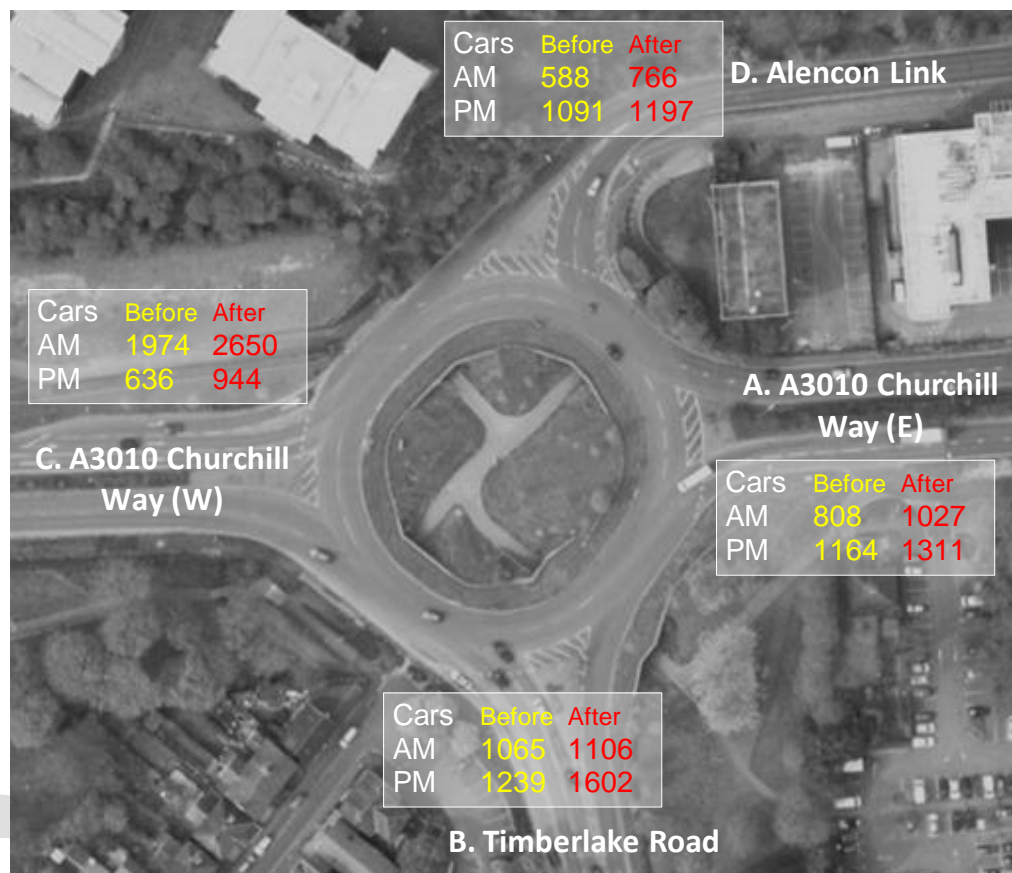 Cars Before After
AM 588 766
PM 1091 1197
D. Alencon Link
Cars Before After
AM 1974 2650
PM 636 944
C. A3010 Churchill
Way (W)
A. A3010 Churchill
Way (E)
Cars Before After
AM 808 1027
PM 1164 1311
Cars Before After
AM 1065 1106
PM 1239 1602
B. Timberlake Road